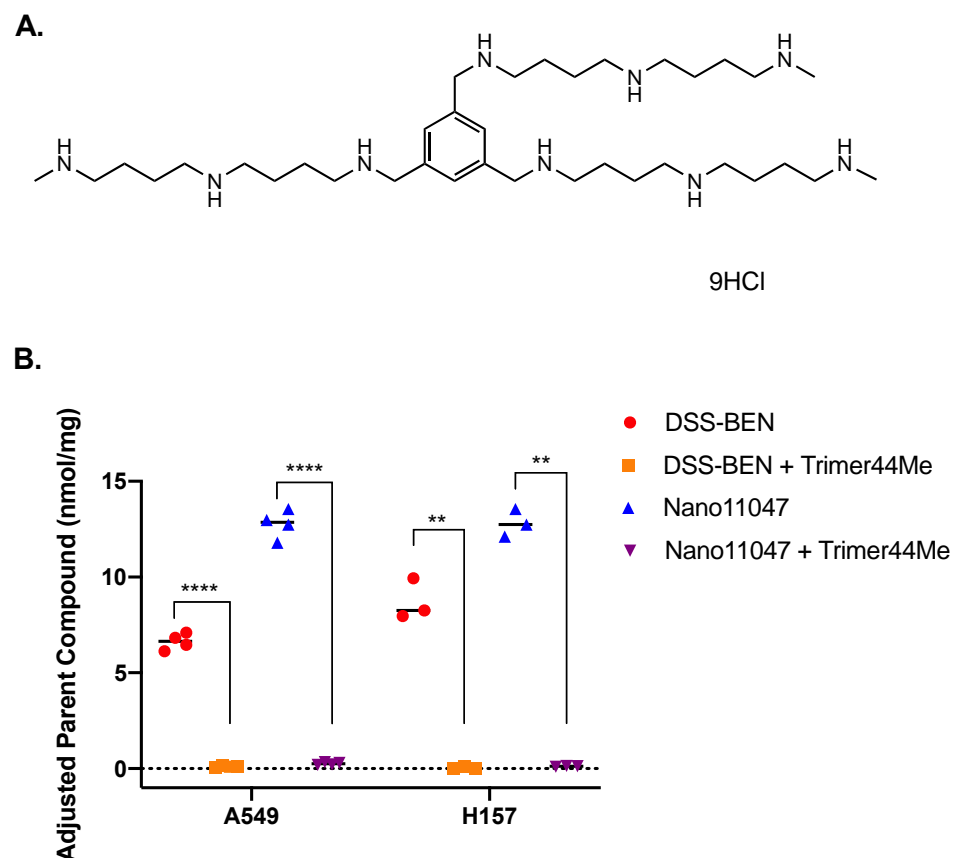 A.
H
N
N
H
H
N
H
N
N
H
H
N
H
N
N
H
H
N
9HCl
B.
Adjusted Parent Compound (nmol/mg)
15
10
5
0
****
****
**
**
A549
H157
DSS-BEN
DSS-BEN + Trimer44Me
Nano11047
Nano11047 + Trimer44Me